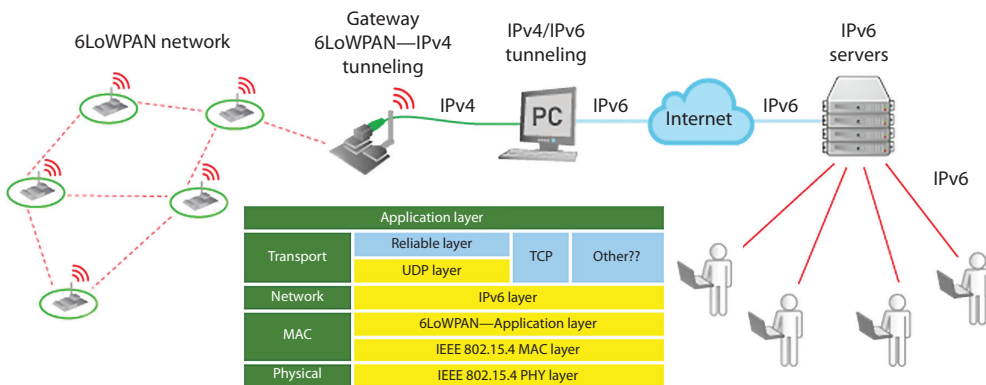 6LoWPAN network
Gateway
6LoWPAN—IPv4
tunneling
IPv4
IPv4/IPv6
tunneling
PC
IPv6
Internet
IPv6
IPv6
servers
IPv6
Application layer
Transport
Reliable layer
UDP layer
TCP
Other??
Network
IPv6 layer
MAC
6LoWPAN—Application layer
IEEE 802.15.4 MAC layer
Physical
IEEE 802.15.4 PHY layer